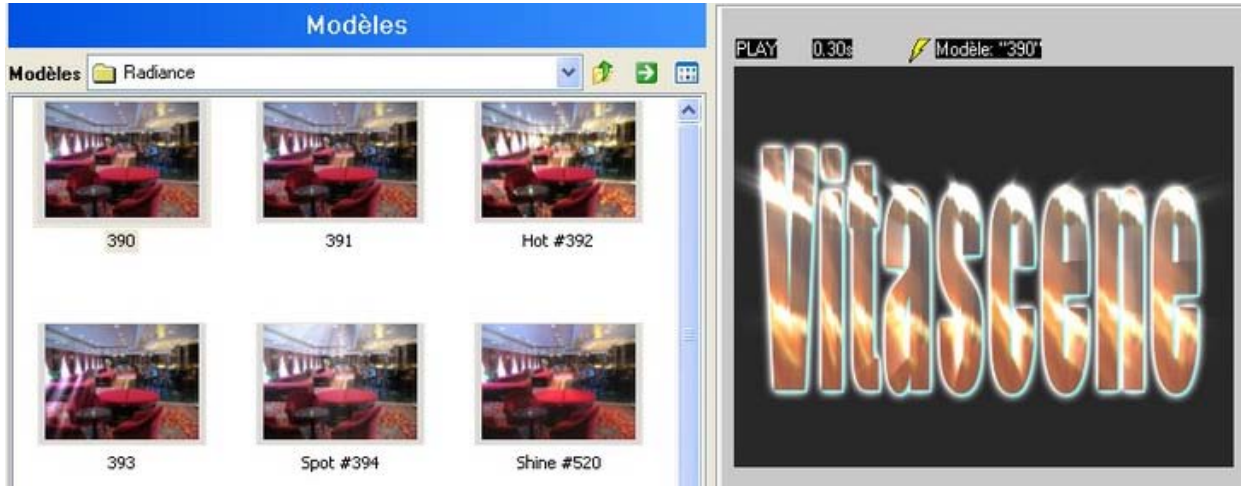 Modèles
Modèles Radiance
390 391 Hot #392
393 Spot #394 Shine #520
PLAY 0.30s Modèle: "390"
Vitascene